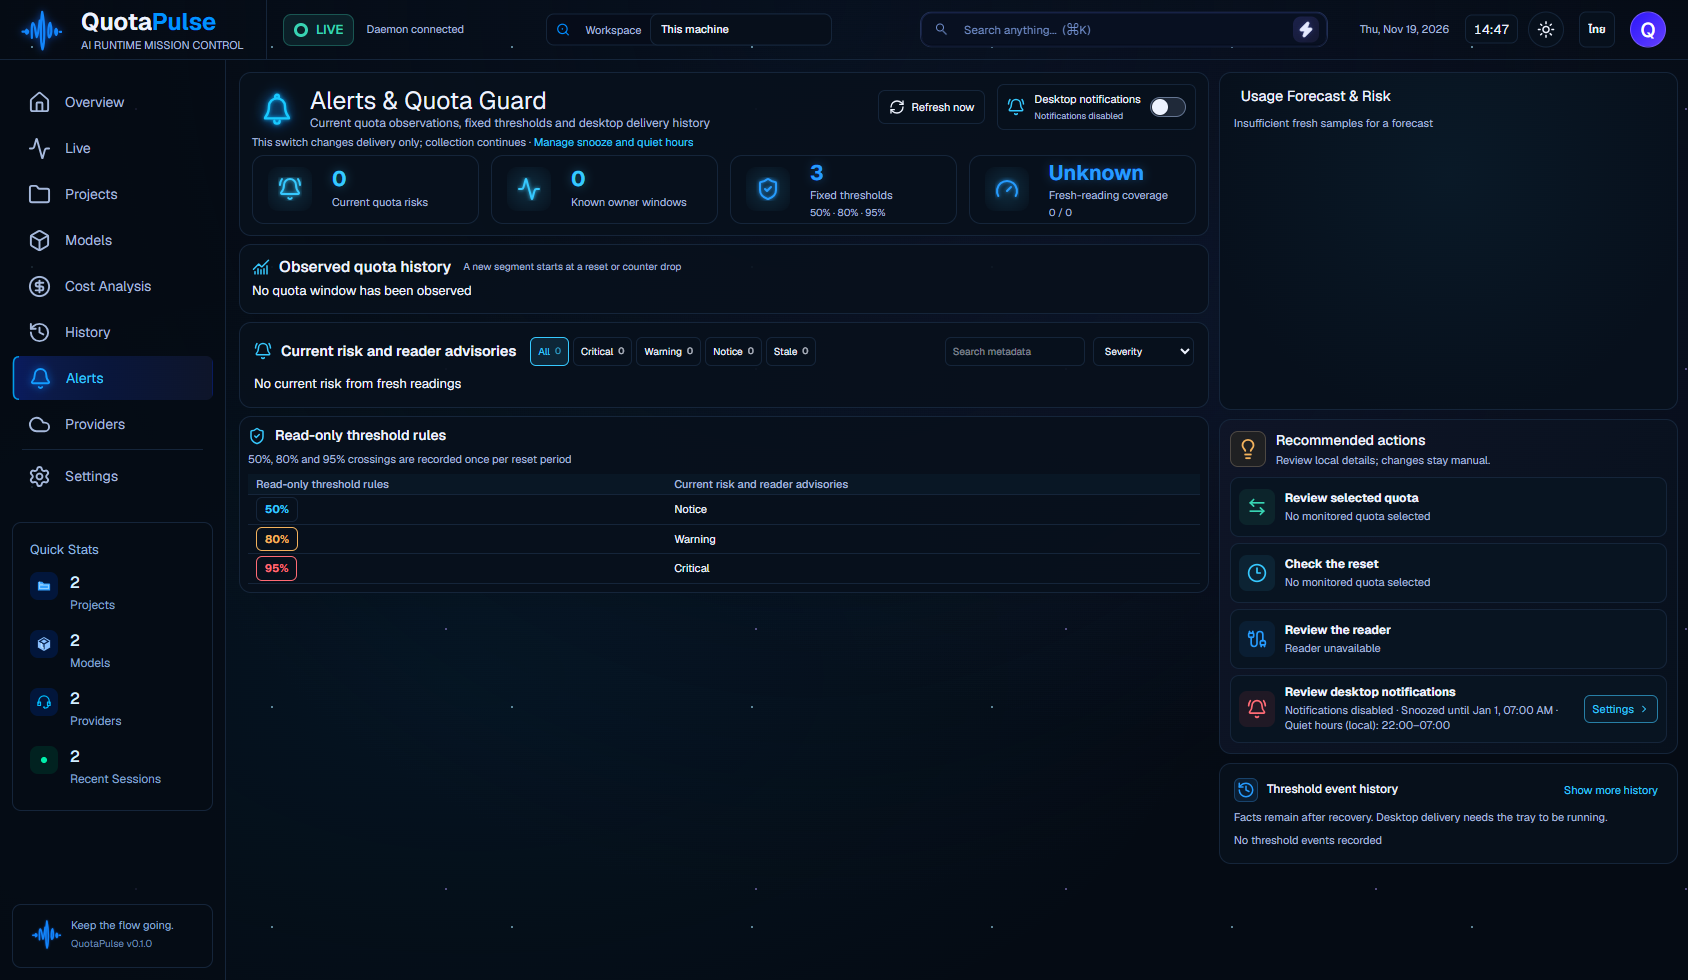 QuotaPulse
AI RUNTIME MISSION CONTROL
LIVE
Daemon connected
Workspace
This machine
Search anything... (⌘K)
Thu, Nov 19, 2026
14:47
ไทย
Q
Overview
Live
Projects
Models
Cost Analysis
History
Alerts
Providers
Settings
Quick Stats
2
Projects
2
Models
2
Providers
2
Recent Sessions
Keep the flow going.
QuotaPulse v0.1.0
Alerts & Quota Guard
Current quota observations, fixed thresholds and desktop delivery history
Refresh now
Desktop notifications
Notifications disabled
This switch changes delivery only; collection continues · Manage snooze and quiet hours
0
Current quota risks
0
Known owner windows
3
Fixed thresholds
50% · 80% · 95%
Unknown
Fresh-reading coverage
0 / 0
Observed quota history
A new segment starts at a reset or counter drop
No quota window has been observed
Current risk and reader advisories
All 0
Critical 0
Warning 0
Notice 0
Stale 0
Search metadata
Severity
No current risk from fresh readings
Read-only threshold rules
50%, 80% and 95% crossings are recorded once per reset period
Read-only threshold rules
Current risk and reader advisories
50%
Notice
80%
Warning
95%
Critical
Usage Forecast & Risk
Insufficient fresh samples for a forecast
Recommended actions
Review local details; changes stay manual.
Review selected quota
No monitored quota selected
Check the reset
No monitored quota selected
Review the reader
Reader unavailable
Review desktop notifications
Notifications disabled · Snoozed until Jan 1, 07:00 AM ·
Quiet hours (local): 22:00–07:00
Settings
Threshold event history
Show more history
Facts remain after recovery. Desktop delivery needs the tray to be running.
No threshold events recorded